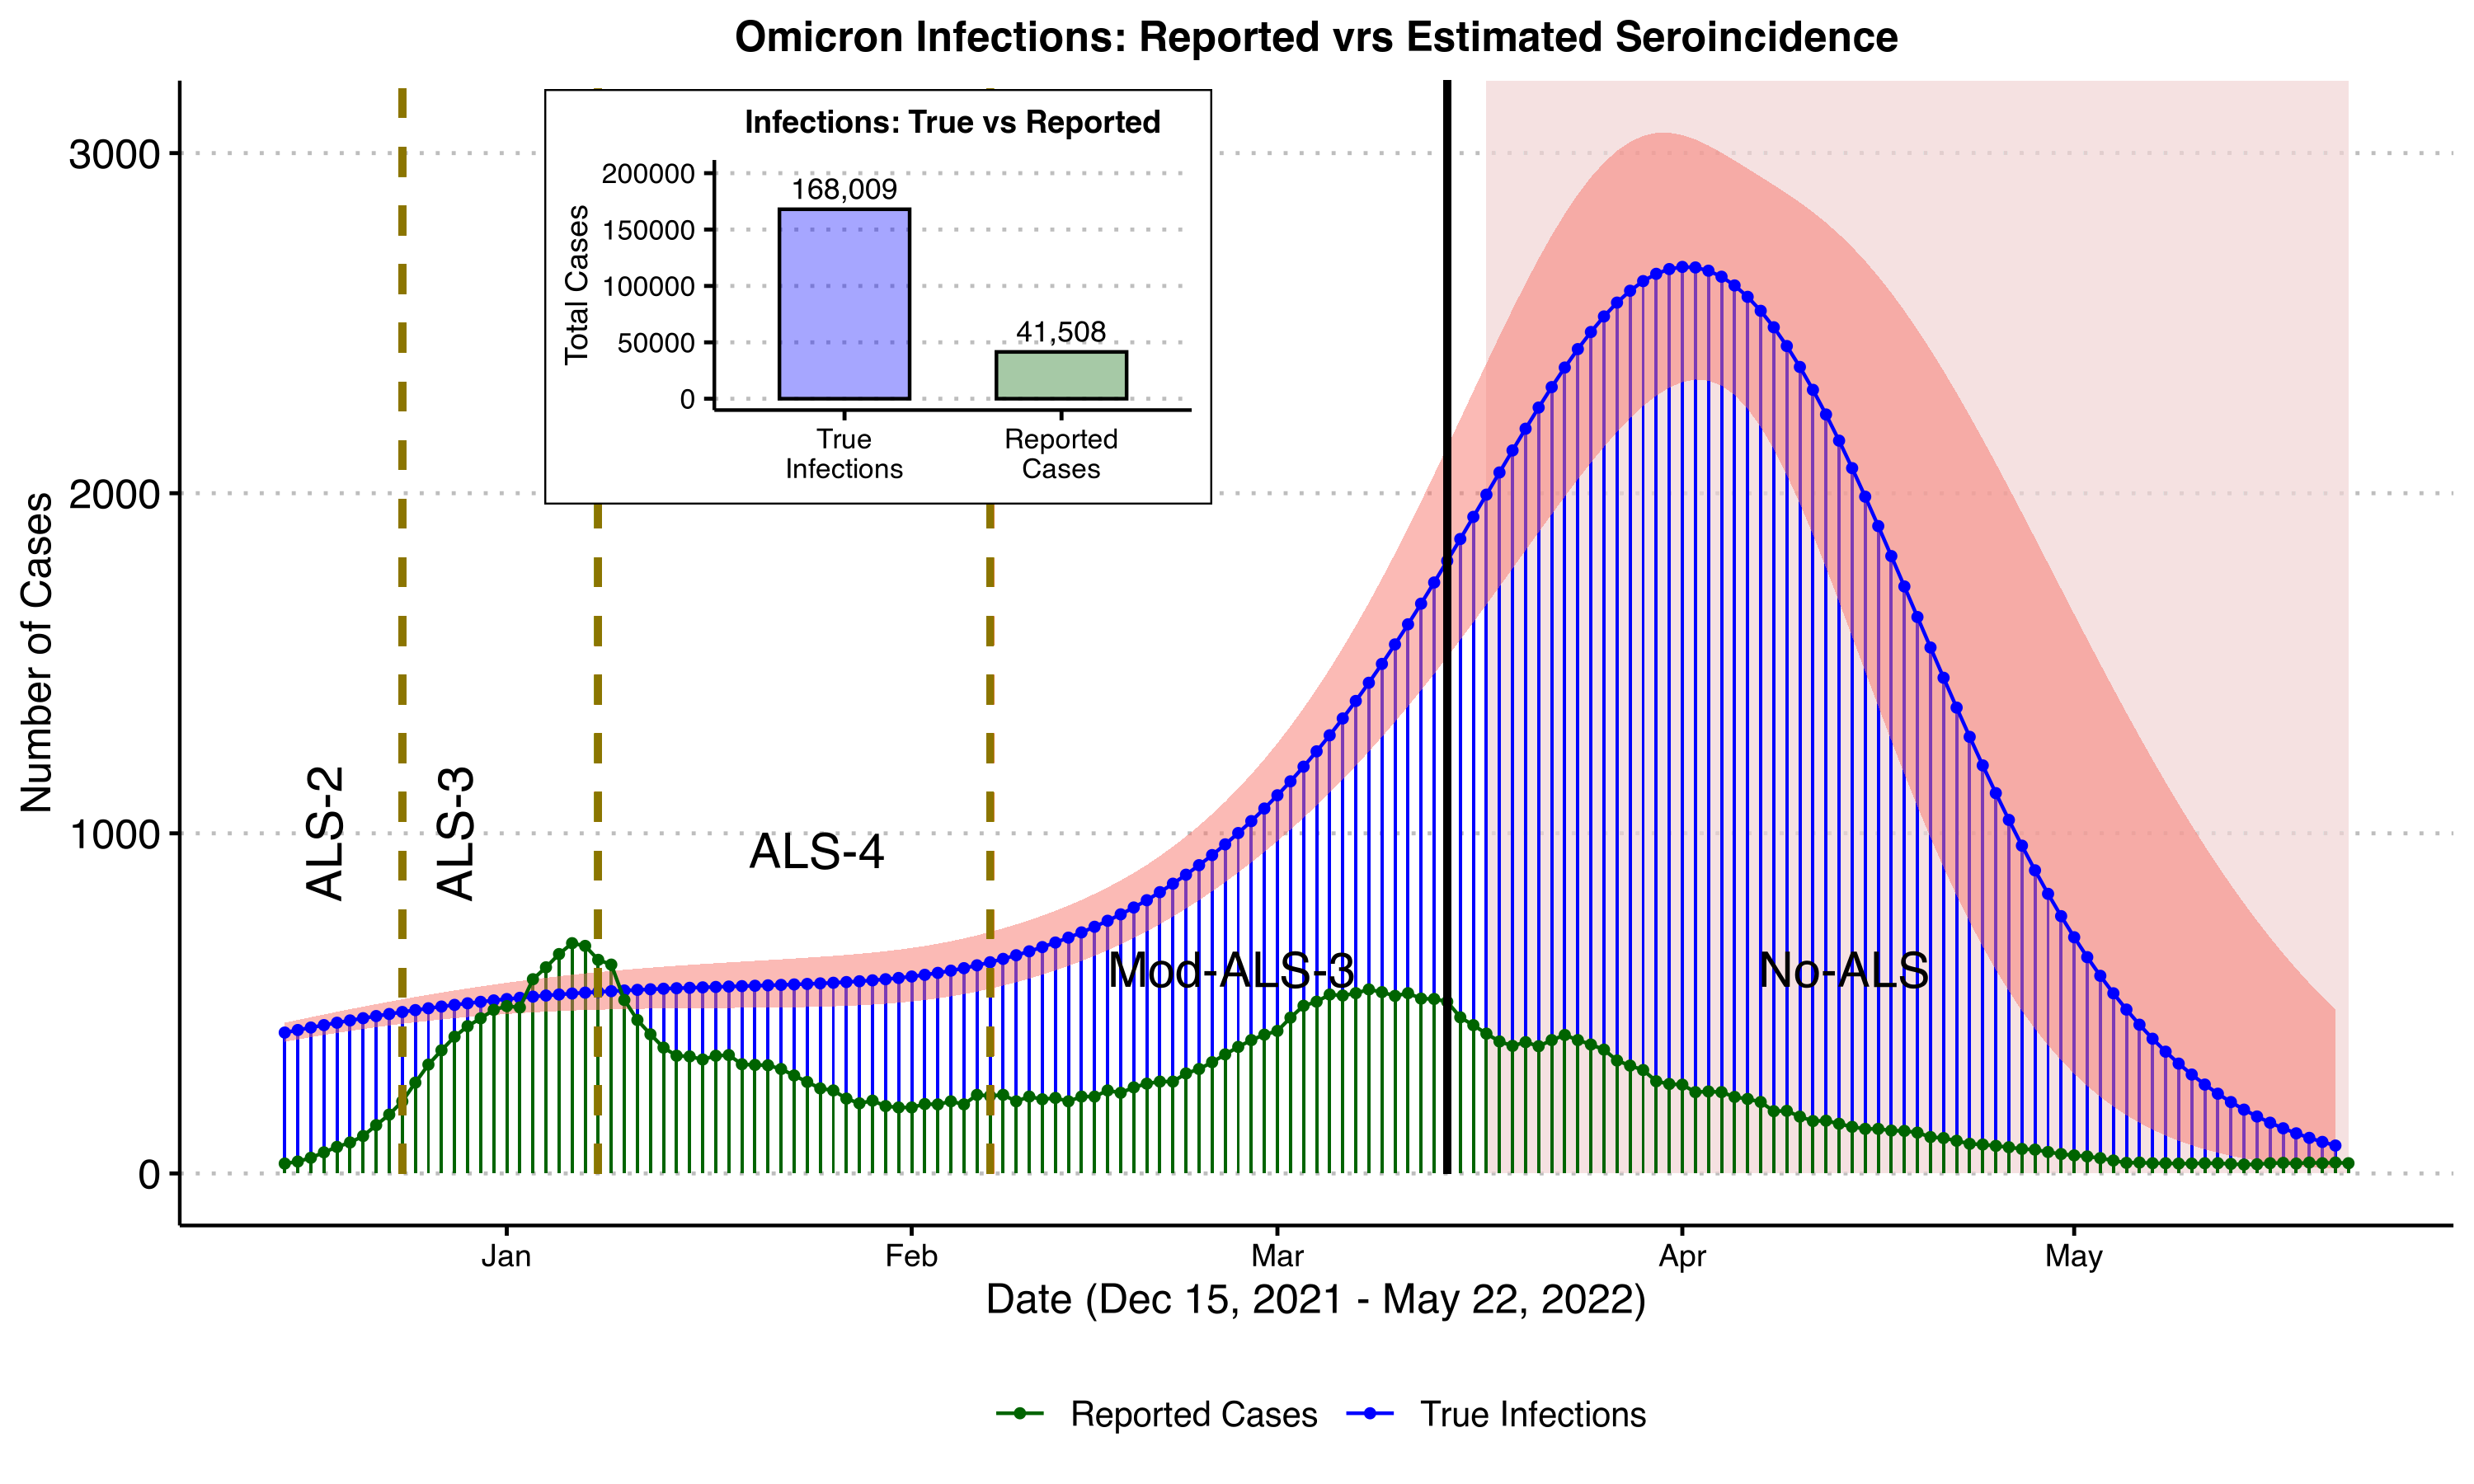 Omicron Infections: Reported vrs Estimated Seroincidence
Infections: True vs Reported
Total Cases
200000
150000
100000
50000
0
168,009
41,508
True
Infections
Reported
Cases
Number of Cases
3000
2000
1000
0
ALS-2
ALS-3
ALS-4
Mod-ALS-3
No-ALS
Jan
Feb
Mar
Apr
May
Date (Dec 15, 2021 - May 22, 2022)
Reported Cases
True Infections